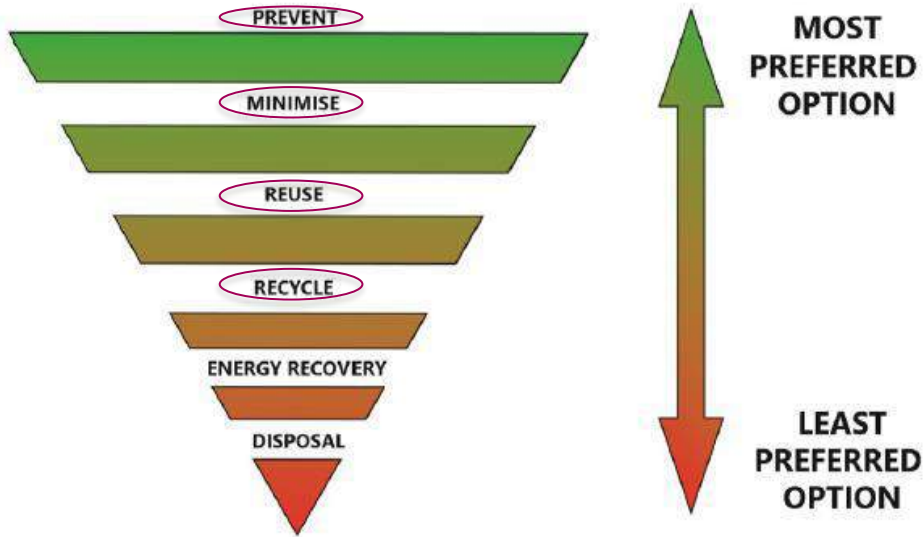 PREVENT
MINIMISE
REUSE
RECYCLE
ENERGY RECOVERY
DISPOSAL
MOST
PREFERRED
OPTION
LEAST
PREFERRED
OPTION